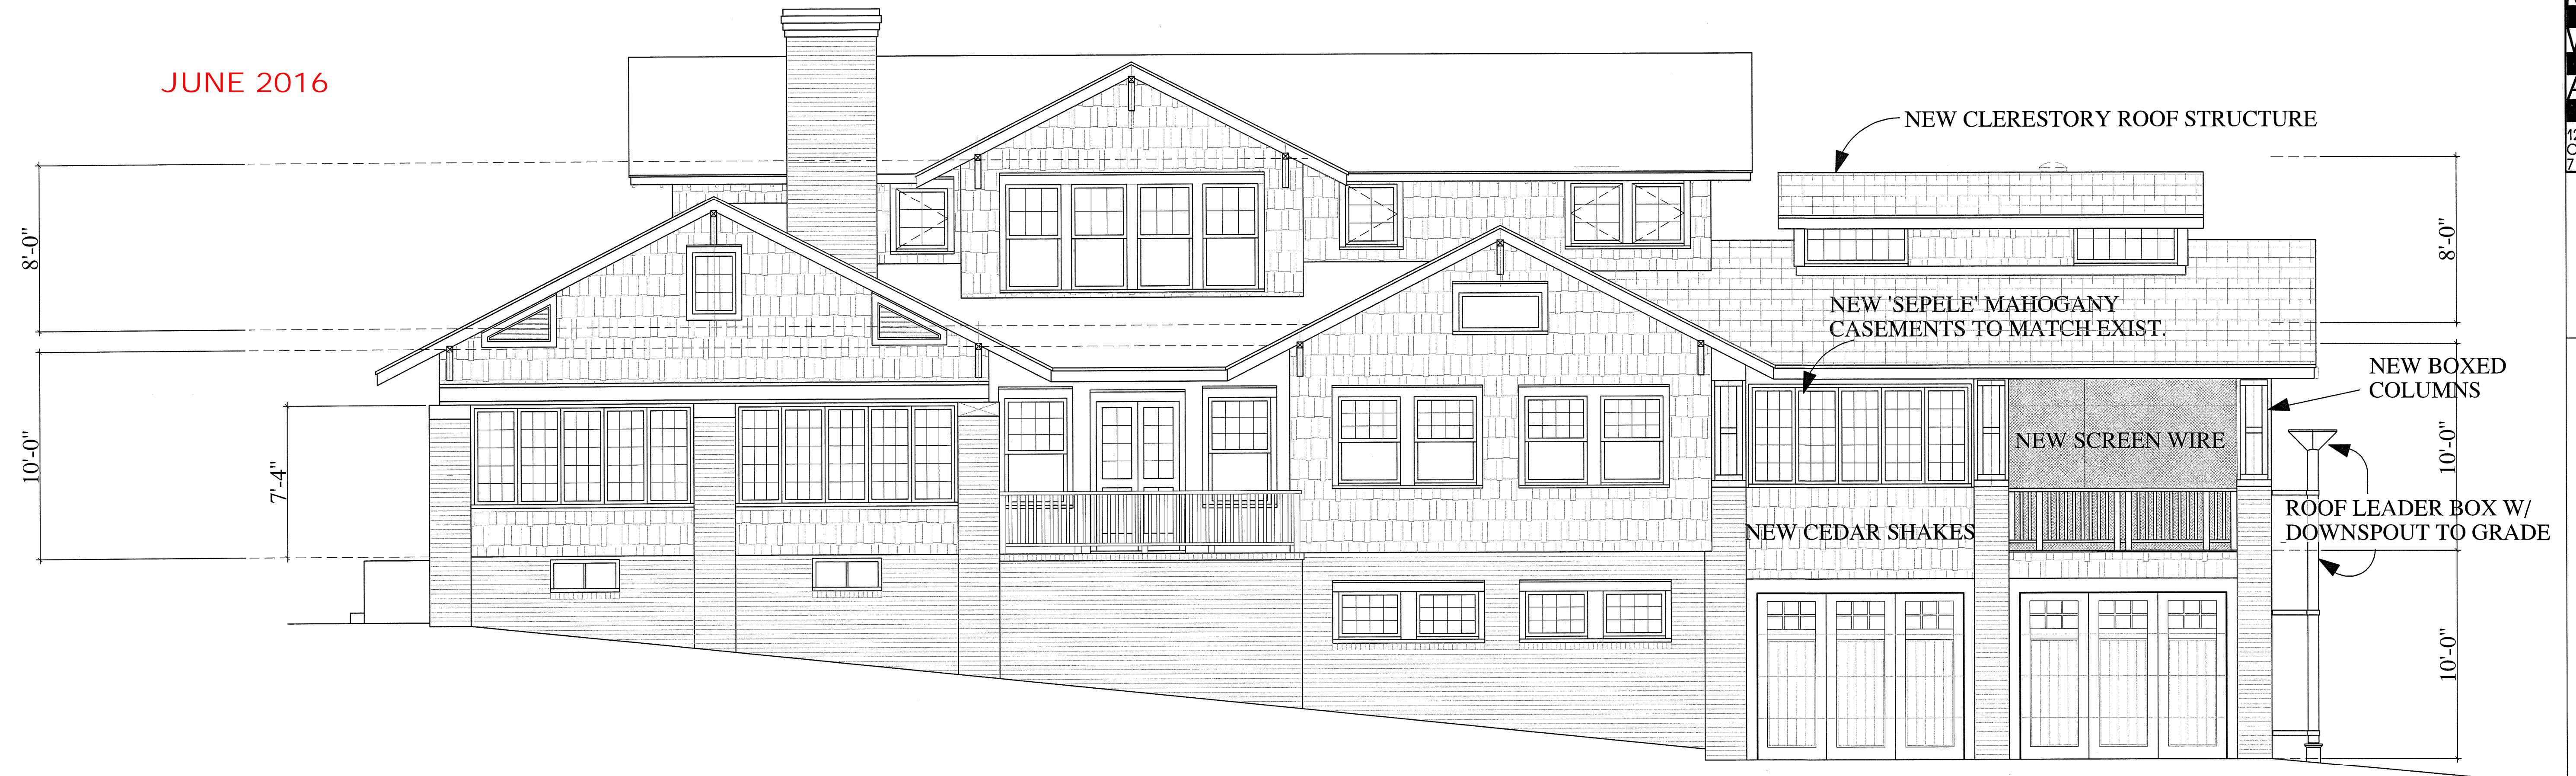 JUNE 2016
NEW CLERESTORY ROOF STRUCTURE
8'-0"
8'-0"
NEW 'SEPELE' MAHOGANY
CASEMENTS TO MATCH EXIST.
NEW BOXED
COLUMNS
10'-0"
7'-4"
NEW SCREEN WIRE
10'-0"
ROOF LEADER BOX W/
DOWNSPOUT TO GRADE
NEW CEDAR SHAKES
10'-0"